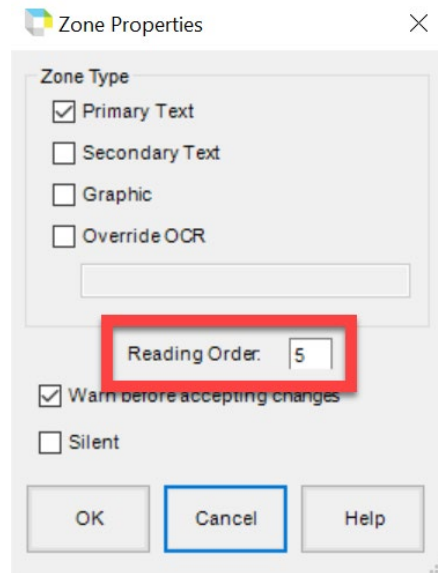 Zone Properties
Zone Type
Primary Text
Secondary Text
Graphic
Override OCR
Reading Order: 5
Warn before accepting changes
Silent
OK Cancel Help